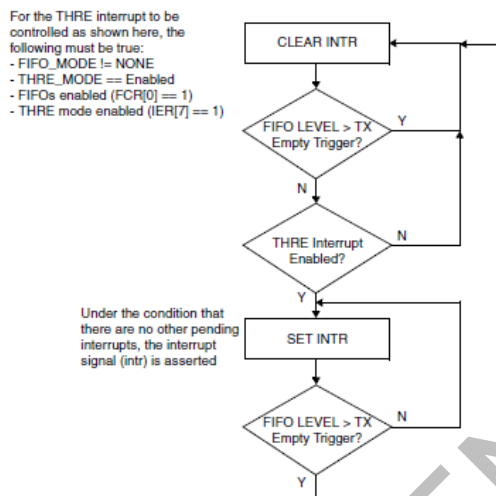 For the THRE interrupt to be
controlled as shown here, the
following must be true:
- FIFO_MODE != NONE
- THRE_MODE == Enabled
- FIFOs enabled (FCR[0] == 1)
- THRE mode enabled (IER[7] == 1)
CLEAR INTR
FIFO LEVEL > TX
Empty Trigger?
Y
N
THRE Interrupt
Enabled?
N
Y
Under the condition that
there are no other pending
interrupts, the interrupt
signal (intr) is asserted
SET INTR
FIFO LEVEL > TX
Empty Trigger?
N
Y